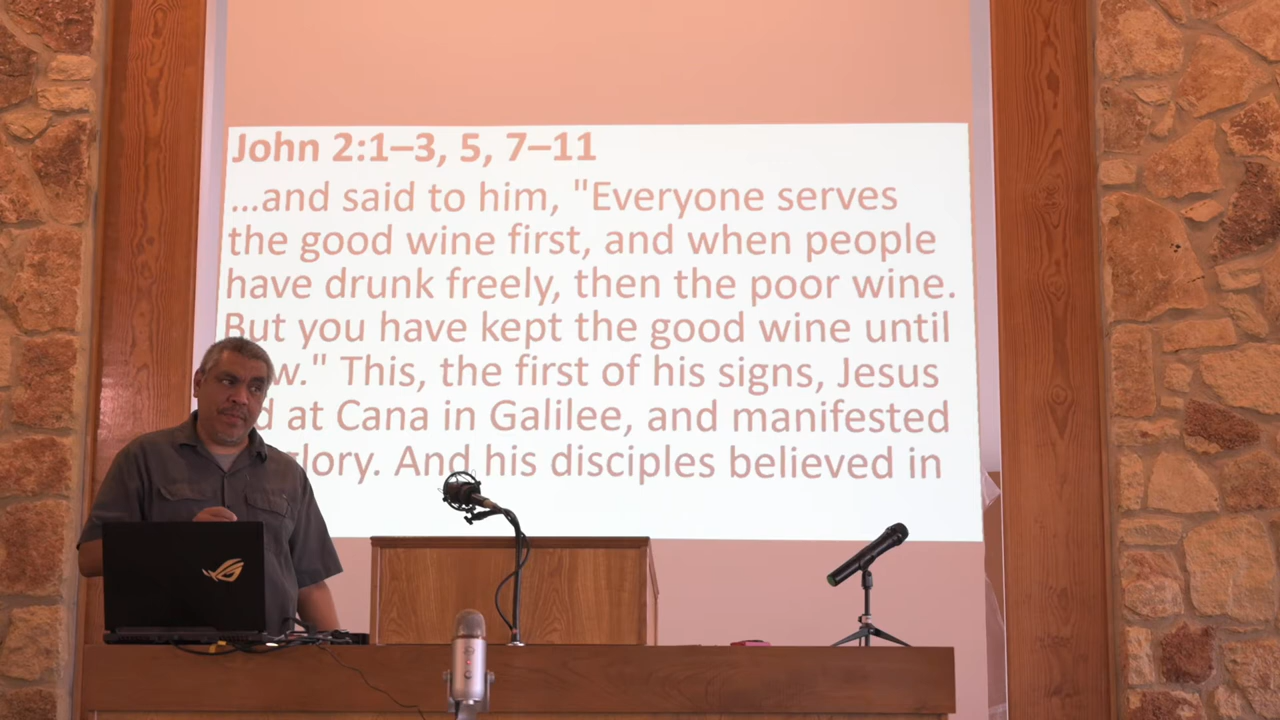 John 2:1–3, 5, 7–11
...and said to him, "Everyone serves
the good wine first, and when people
have drunk freely, then the poor wine.
But you have kept the good wine until
w." This, the first of his signs, Jesus
d at Cana in Galilee, and manifested
glory. And his disciples believed in